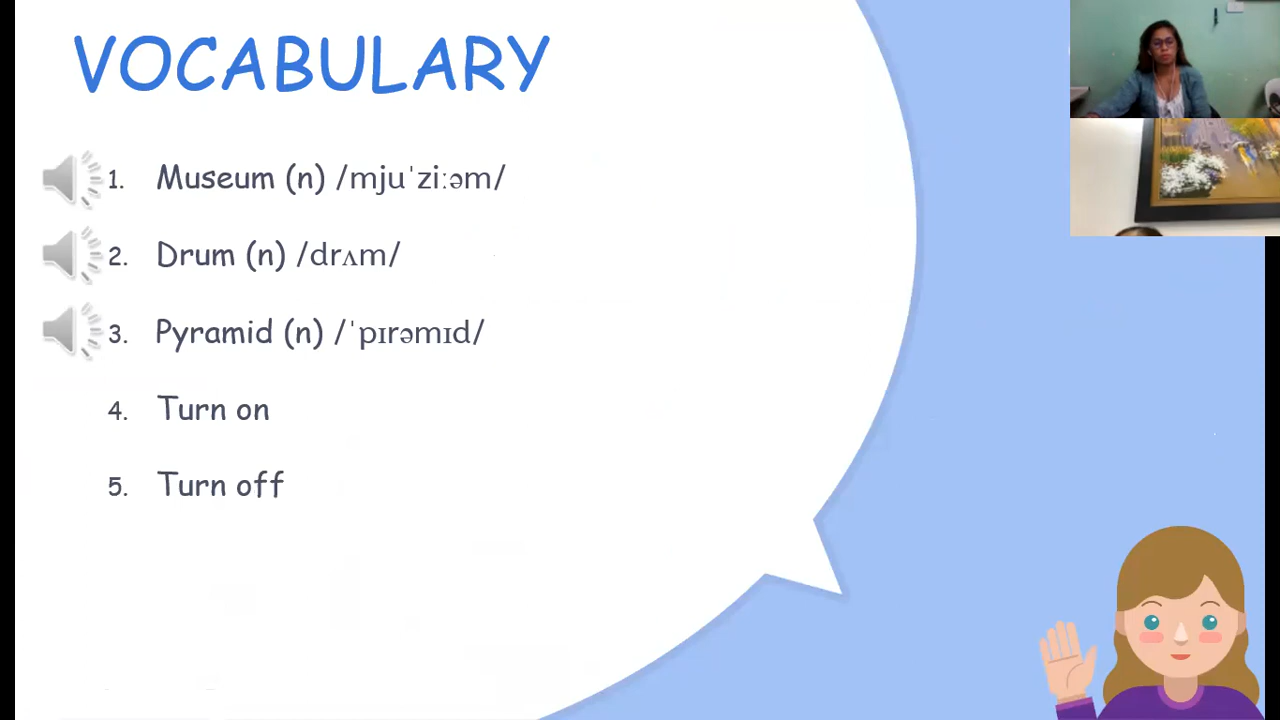 VOCABULARY
1. Museum (n) /mjuˈziːəm/
2. Drum (n) /drʌm/
3. Pyramid (n) /ˈpɪrəmɪd/
4. Turn on
5. Turn off